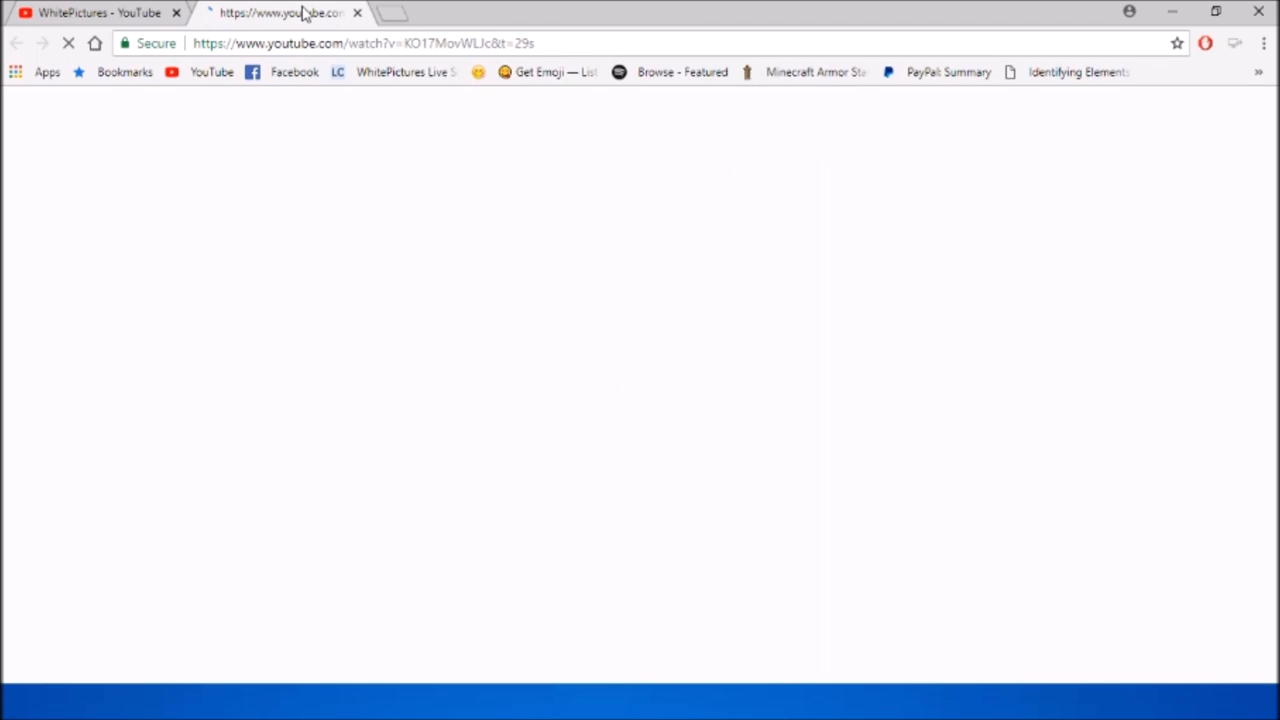 WhitePictures - YouTube
https://www.youtube.com
Secure https://www.youtube.com/watch?v=KO17MovWLJc&t=29s
Apps Bookmarks YouTube Facebook LC WhitePictures Live S Get Emoji — List Browse - Featured Minecraft Armor Sta PayPal: Summary Identifying Elements »